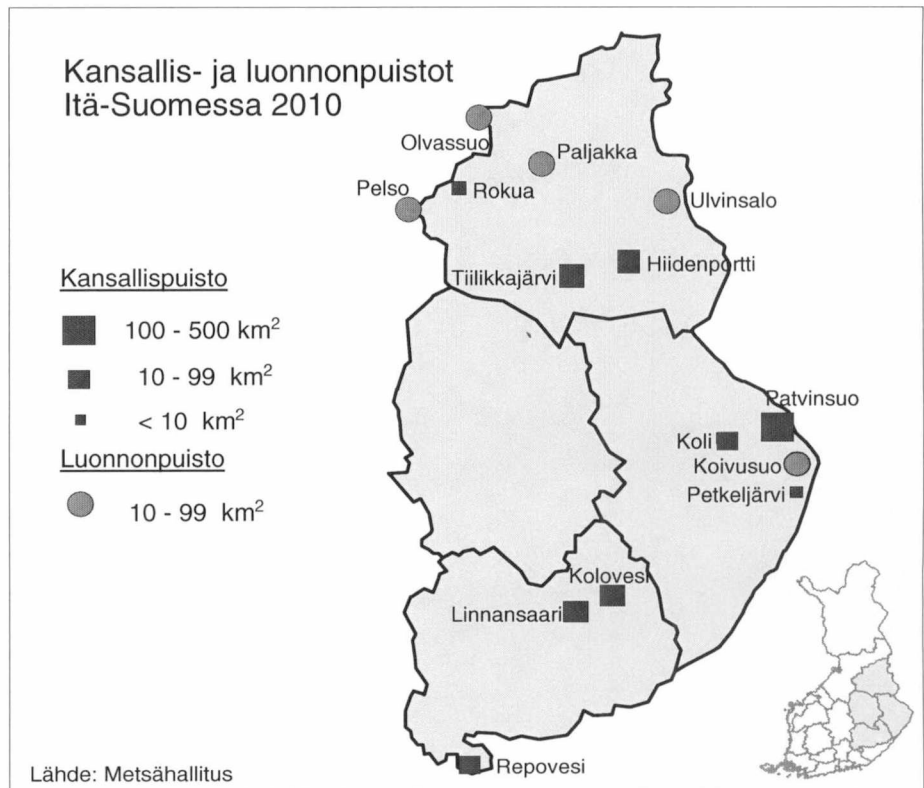 Kansallis- ja luonnonpuistot
Itä-Suomessa 2010
Olvassuo
Paljakka
Pelso
Rokua
Ulvinsalo
Tiilikkajärvi
Hiidenportti
Kansallispuisto
100 - 500 km²
10 - 99 km²
< 10 km²
Luonnonpuisto
10 - 99 km²
Patvinsuo
Koli
Koivusuo
Petkeljärvi
Kolovesi
Linnansaari
Repovesi
Lähde: Metsähallitus